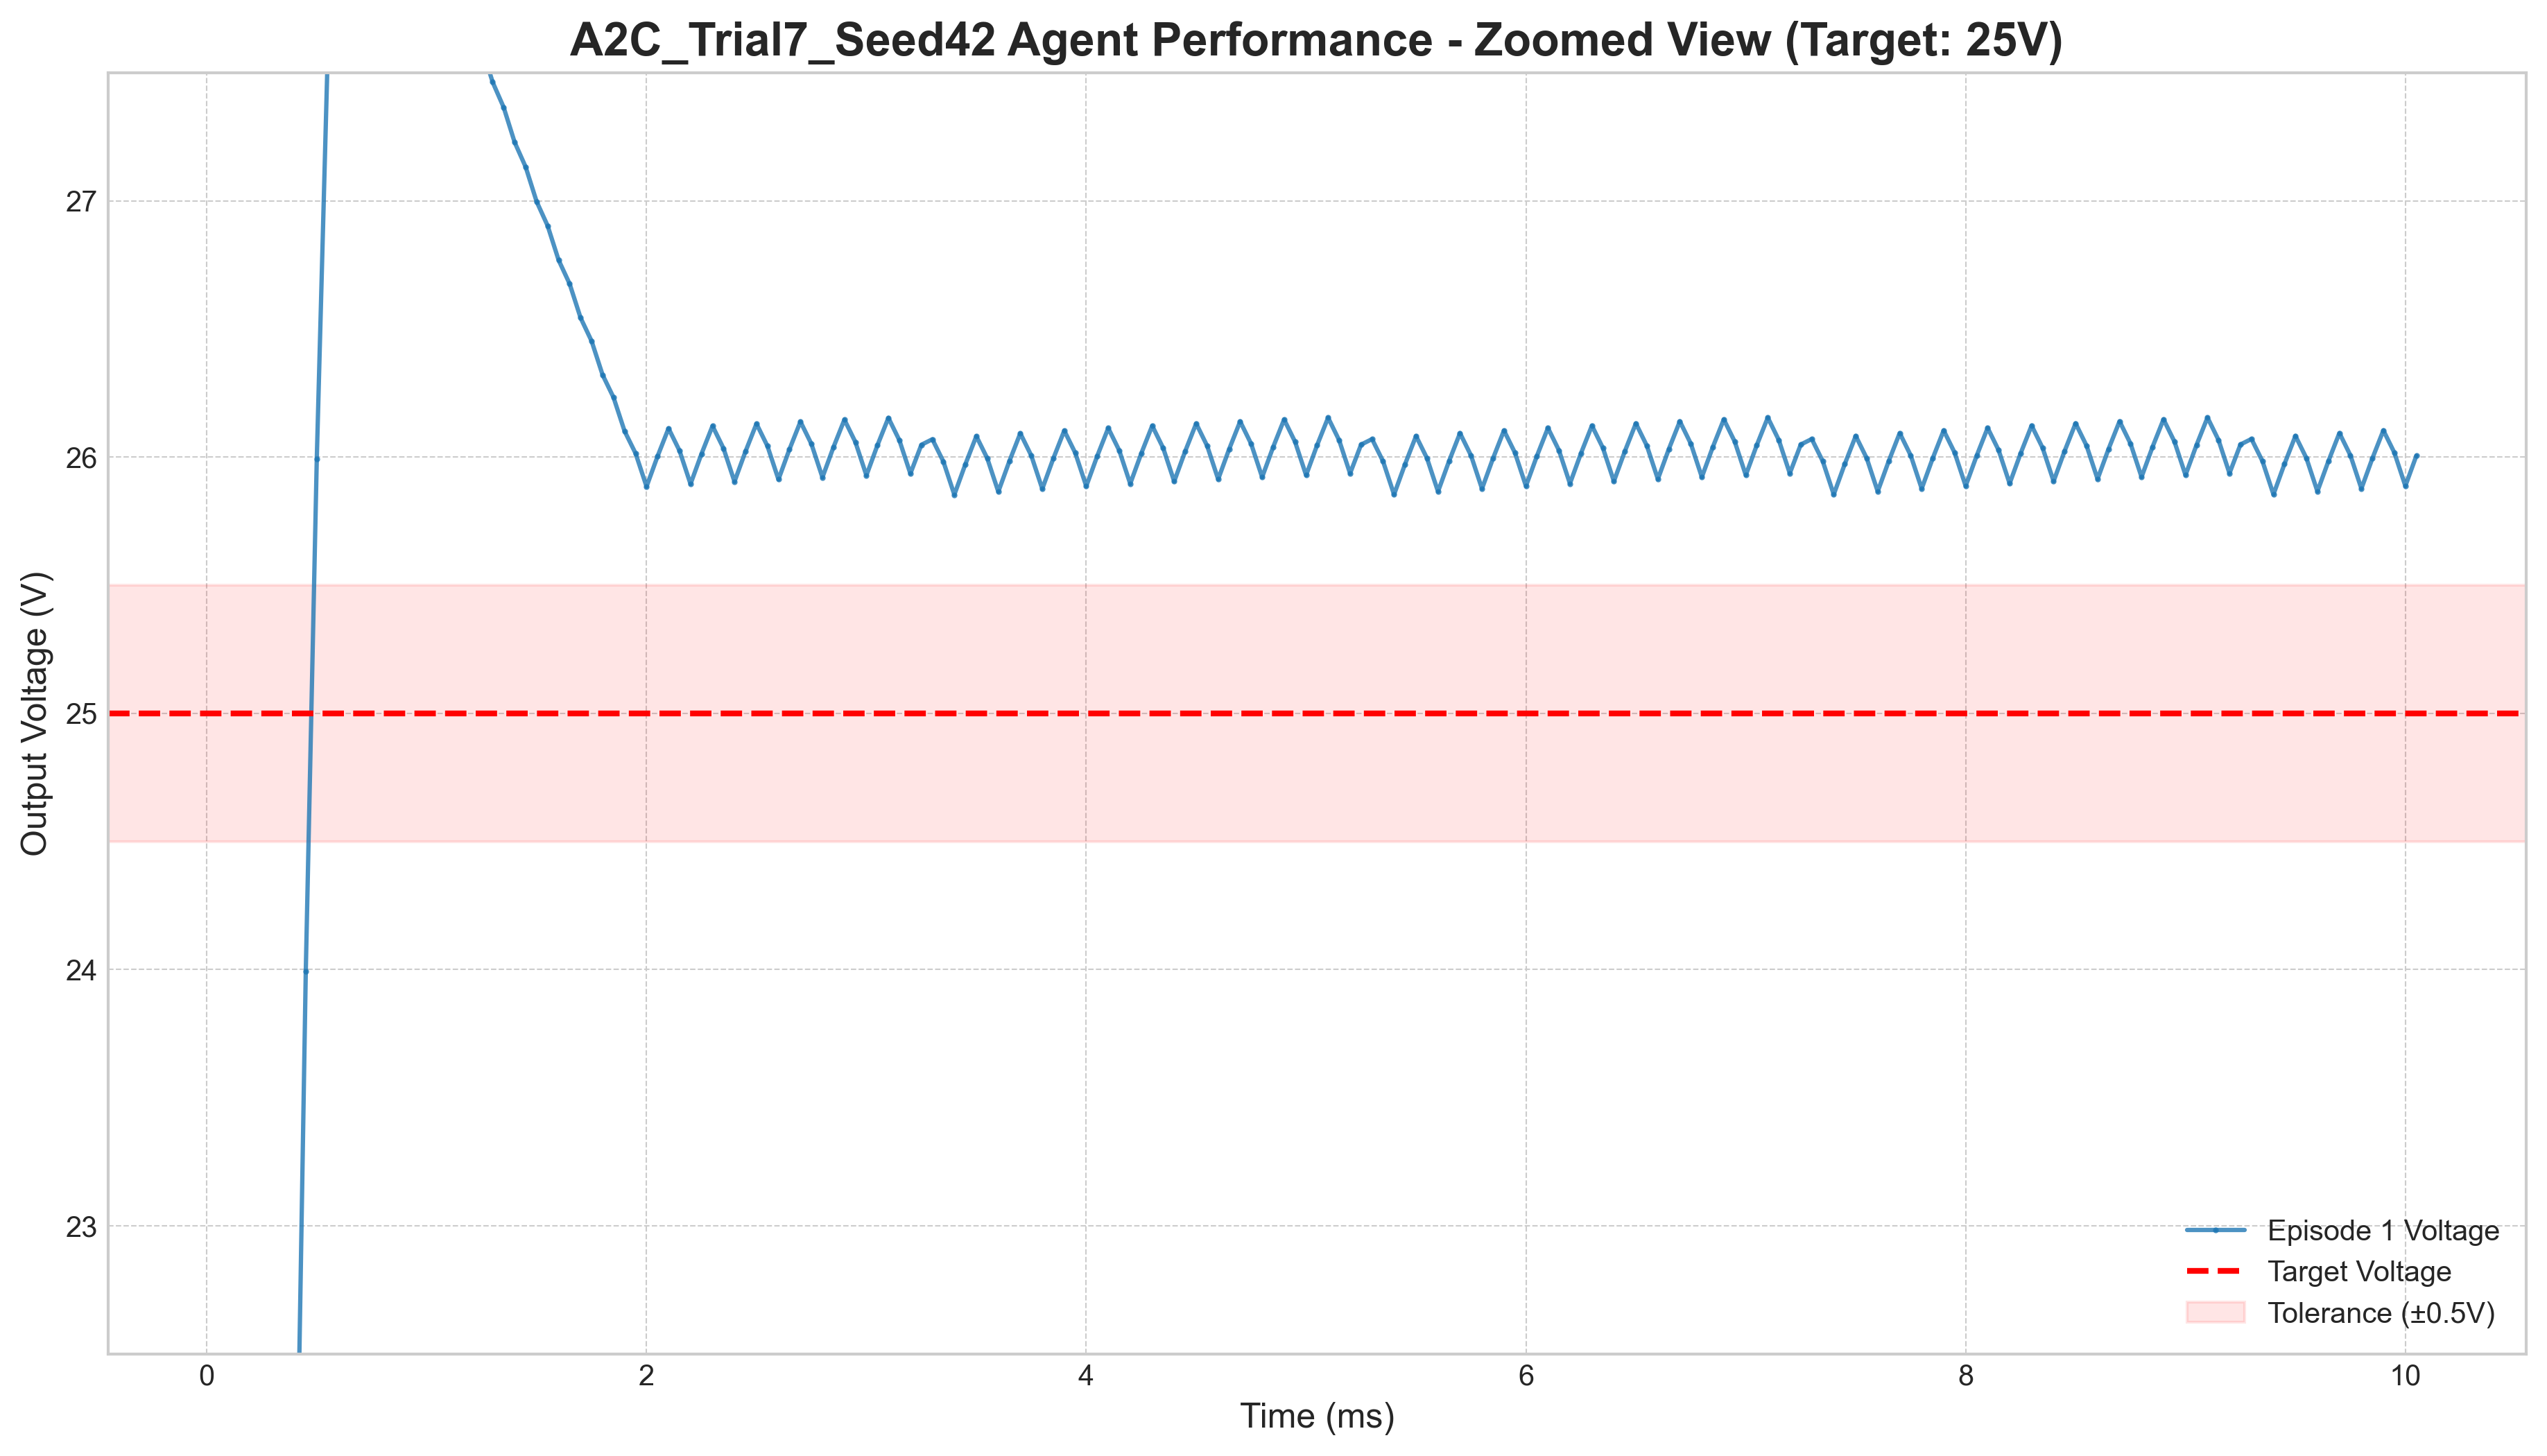 A2C_Trial7_Seed42 Agent Performance - Zoomed View (Target: 25V)
Output Voltage (V)
27
26
25
24
23
0 2 4 6 8 10
Time (ms)
Episode 1 Voltage
Target Voltage
Tolerance (±0.5V)